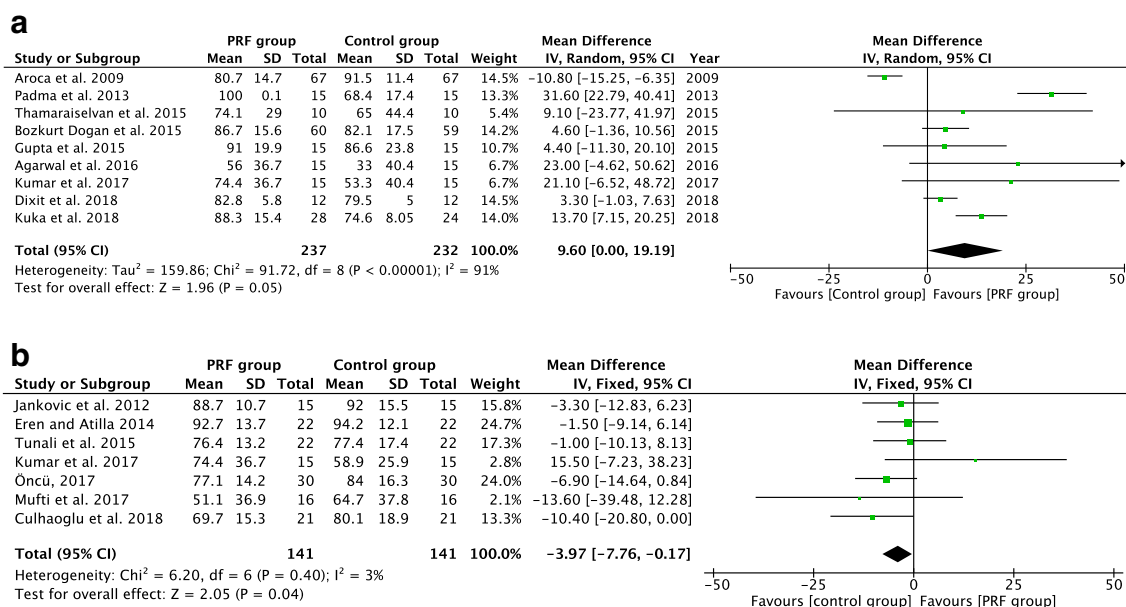 a
PRF group Control group Mean Difference Mean Difference
Study or Subgroup Mean SD Total Mean SD Total Weight IV, Random, 95% CI Year IV, Random, 95% CI
Aroca et al. 2009 80.7 14.7 67 91.5 11.4 67 14.5% −10.80 [−15.25, −6.35] 2009
Padma et al. 2013 100 0.1 15 68.4 17.4 15 13.3% 31.60 [22.79, 40.41] 2013
Thamaraiselvan et al. 2015 74.1 29 10 65 44.4 10 5.4% 9.10 [−23.77, 41.97] 2015
Bozkurt Dogan et al. 2015 86.7 15.6 60 82.1 17.5 59 14.2% 4.60 [−1.36, 10.56] 2015
Gupta et al. 2015 91 19.9 15 86.6 23.8 15 10.7% 4.40 [−11.30, 20.10] 2015
Agarwal et al. 2016 56 36.7 15 33 40.4 15 6.7% 23.00 [−4.62, 50.62] 2016
Kumar et al. 2017 74.4 36.7 15 53.3 40.4 15 6.7% 21.10 [−6.52, 48.72] 2017
Dixit et al. 2018 82.8 5.8 12 79.5 5 12 14.5% 3.30 [−1.03, 7.63] 2018
Kuka et al. 2018 88.3 15.4 28 74.6 8.05 24 14.0% 13.70 [7.15, 20.25] 2018
Total (95% CI) 237 232 100.0% 9.60 [0.00, 19.19]
Heterogeneity: Tau² = 159.86; Chi² = 91.72, df = 8 (P < 0.00001); I² = 91%
Test for overall effect: Z = 1.96 (P = 0.05)
−50 −25 0 25 50
Favours [Control group] Favours [PRF group]
b
PRF group Control group Mean Difference Mean Difference
Study or Subgroup Mean SD Total Mean SD Total Weight IV, Fixed, 95% CI IV, Fixed, 95% CI
Jankovic et al. 2012 88.7 10.7 15 92 15.5 15 15.8% −3.30 [−12.83, 6.23]
Eren and Atilla 2014 92.7 13.7 22 94.2 12.1 22 24.7% −1.50 [−9.14, 6.14]
Tunali et al. 2015 76.4 13.2 22 77.4 17.4 22 17.3% −1.00 [−10.13, 8.13]
Kumar et al. 2017 74.4 36.7 15 58.9 25.9 15 2.8% 15.50 [−7.23, 38.23]
Öncü, 2017 77.1 14.2 30 84 16.3 30 24.0% −6.90 [−14.64, 0.84]
Mufti et al. 2017 51.1 36.9 16 64.7 37.8 16 2.1% −13.60 [−39.48, 12.28]
Culhaoglu et al. 2018 69.7 15.3 21 80.1 18.9 21 13.3% −10.40 [−20.80, 0.00]
Total (95% CI) 141 141 100.0% −3.97 [−7.76, −0.17]
Heterogeneity: Chi² = 6.20, df = 6 (P = 0.40); I² = 3%
Test for overall effect: Z = 2.05 (P = 0.04)
−50 −25 0 25 50
Favours [control group] Favours [PRF group]